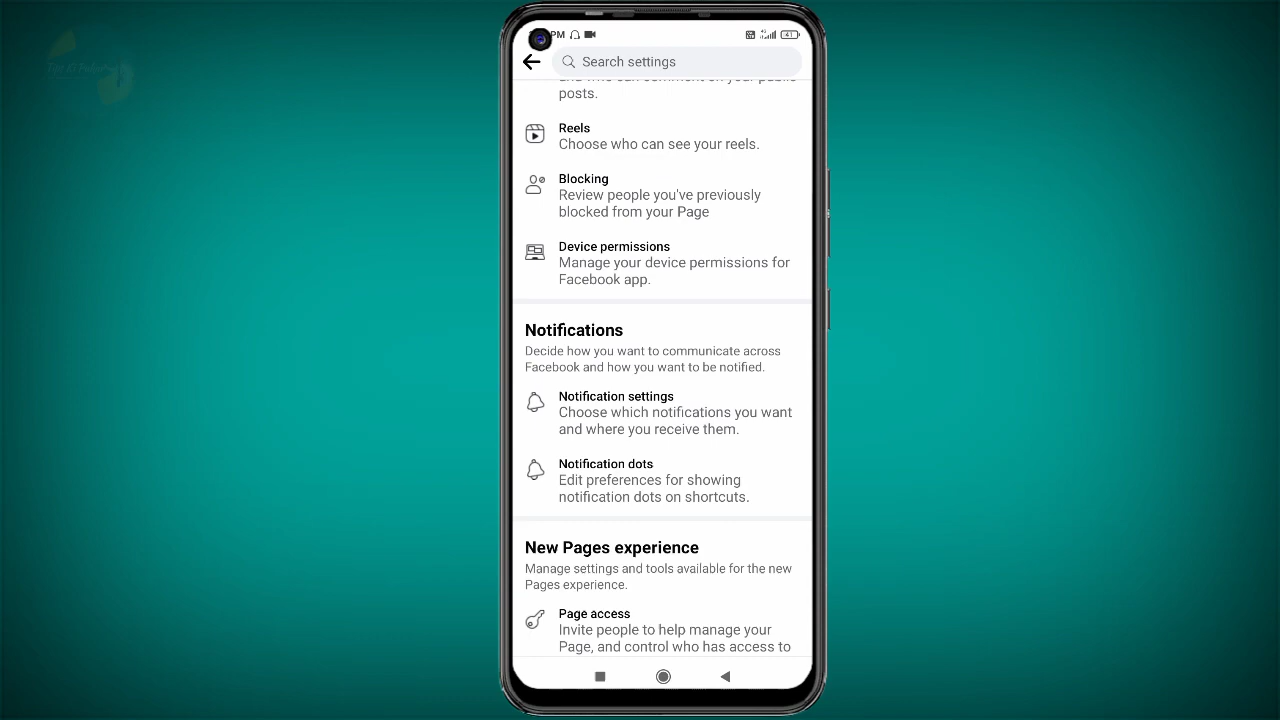 PM
41
Search settings
posts.
Reels
Choose who can see your reels.
Blocking
Review people you've previously
blocked from your Page
Device permissions
Manage your device permissions for
Facebook app.
Notifications
Decide how you want to communicate across
Facebook and how you want to be notified.
Notification settings
Choose which notifications you want
and where you receive them.
Notification dots
Edit preferences for showing
notification dots on shortcuts.
New Pages experience
Manage settings and tools available for the new
Pages experience.
Page access
Invite people to help manage your
Page, and control who has access to